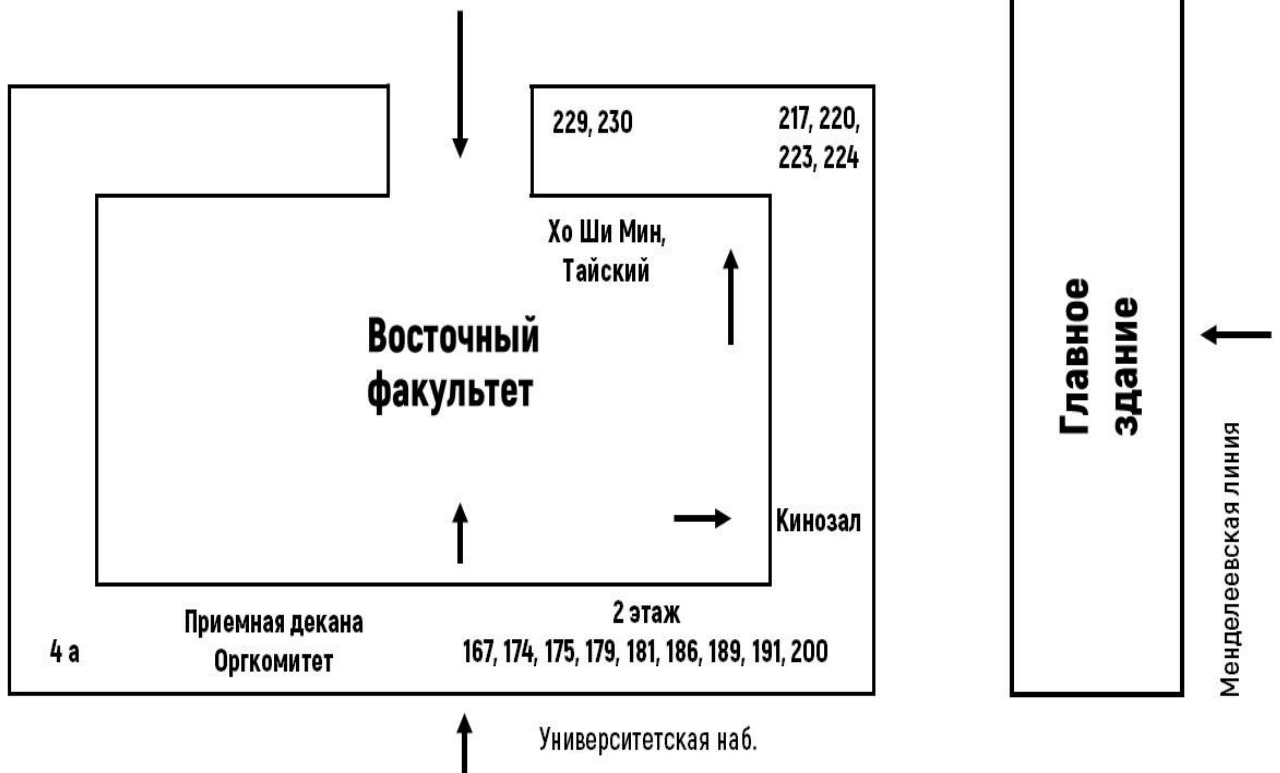 229, 230
217, 220,
223, 224
Хо Ши Мин,
Тайский
Восточный
факультет
Главное
здание
Менделеевская линия
Кинозал
2 этаж
167, 174, 175, 179, 181, 186, 189, 191, 200
Приемная декана
Оргкомитет
4 а
Университетская наб.